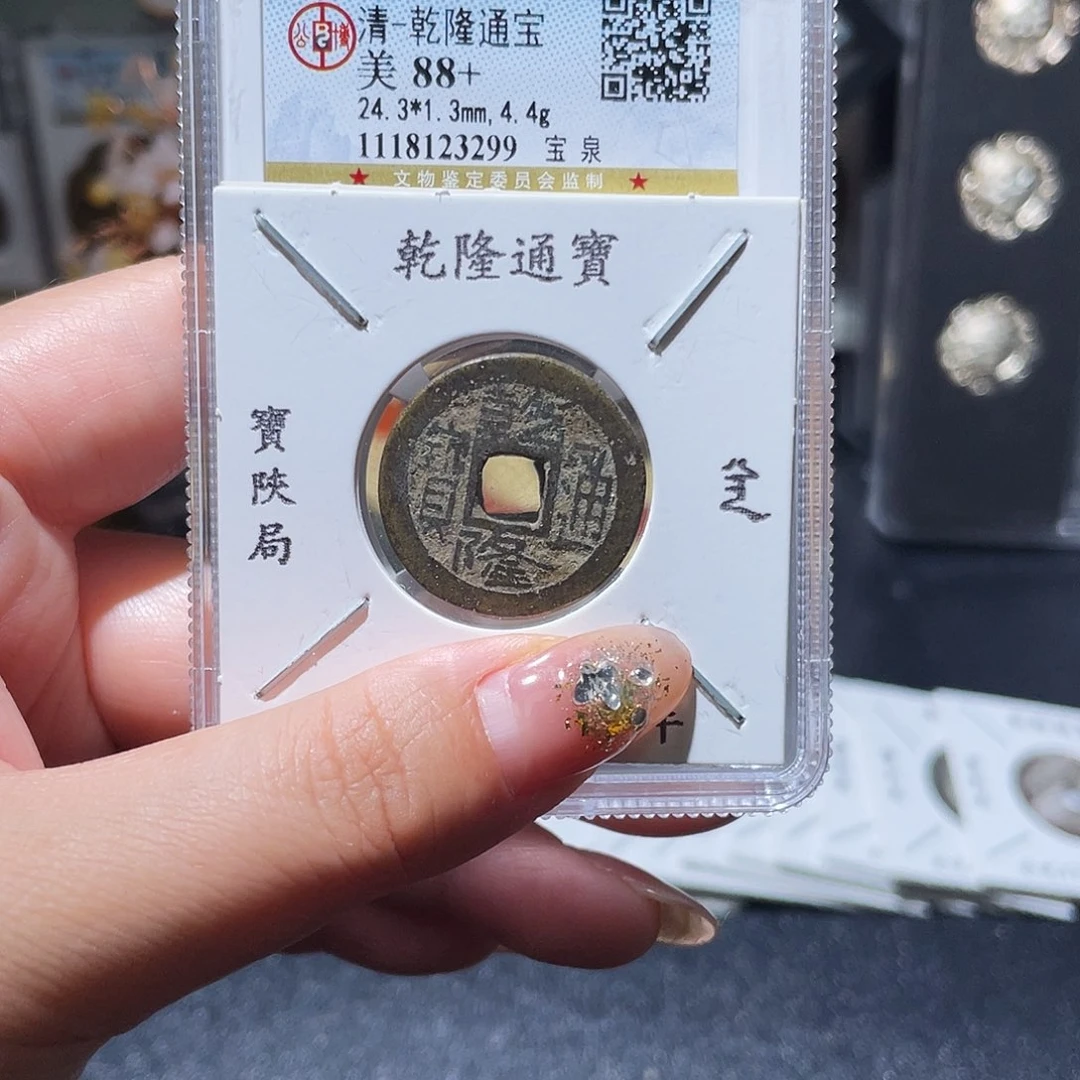 清-乾隆通宝
美 88+
24.3*1.3mm, 4.4g
1118123299 宝 泉
★ 文物鉴定委员会监制 ★
乾隆通寶
寶陕局
乾隆通寶